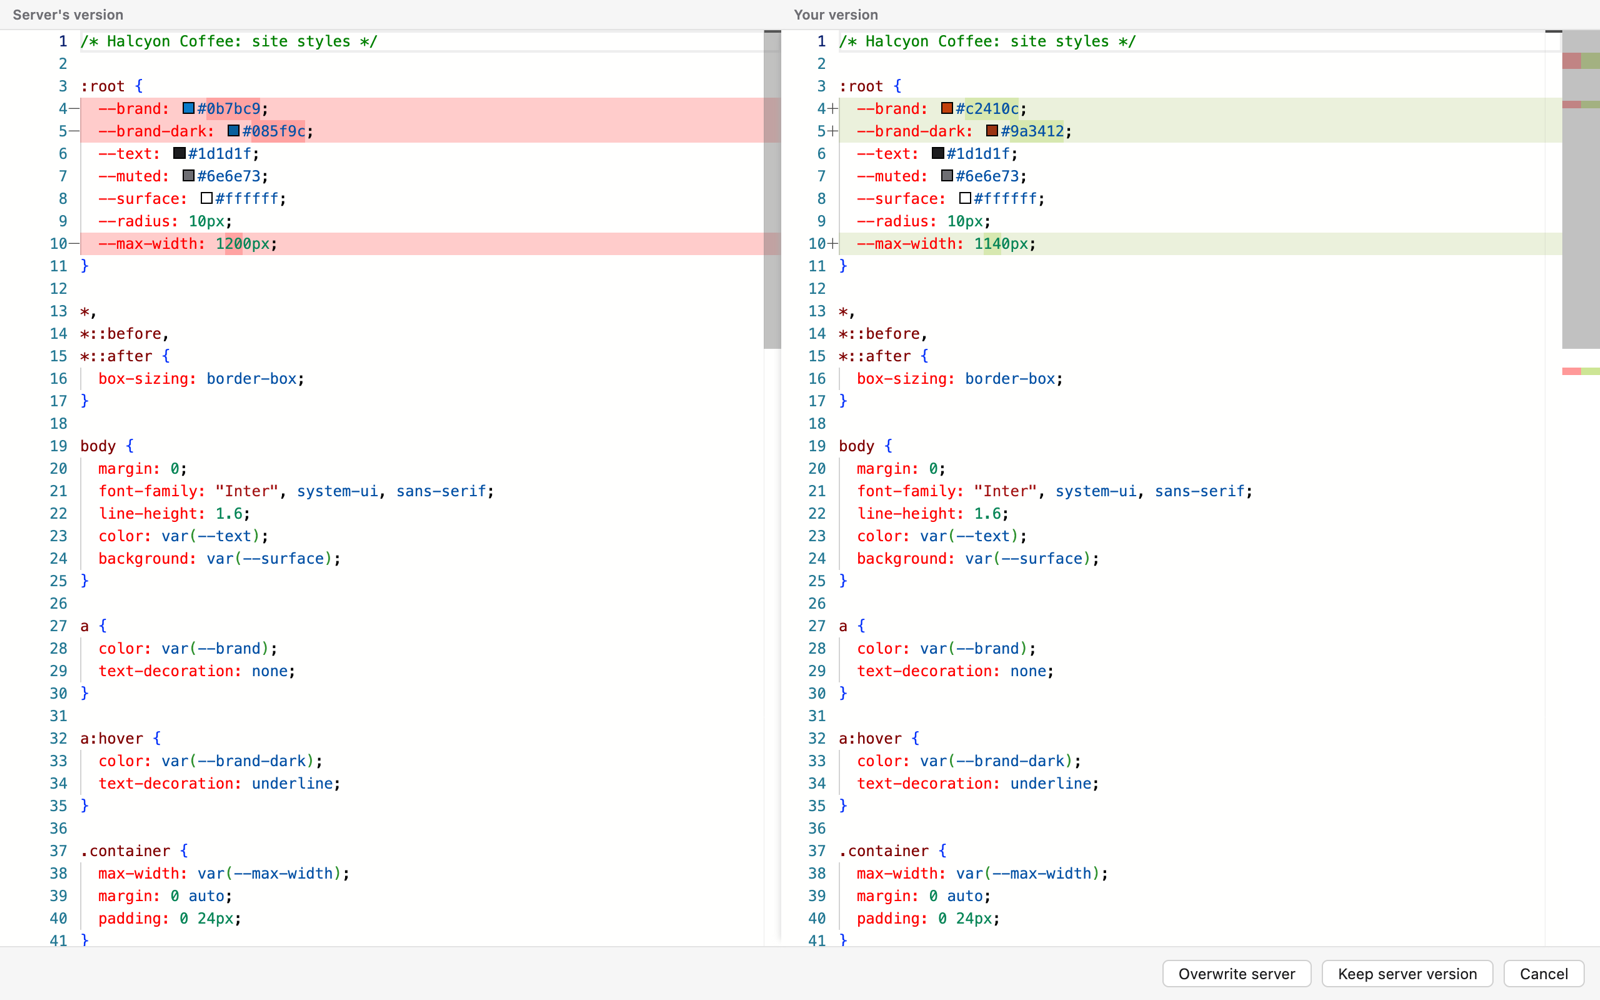 Server's version
1 /* Halcyon Coffee: site styles */
2
3 :root {
4− --brand: #0b7bc9;
5− --brand-dark: #085f9c;
6 --text: #1d1d1f;
7 --muted: #6e6e73;
8 --surface: #ffffff;
9 --radius: 10px;
10− --max-width: 1200px;
11 }
12
13 *,
14 *::before,
15 *::after {
16 box-sizing: border-box;
17 }
18
19 body {
20 margin: 0;
21 font-family: "Inter", system-ui, sans-serif;
22 line-height: 1.6;
23 color: var(--text);
24 background: var(--surface);
25 }
26
27 a {
28 color: var(--brand);
29 text-decoration: none;
30 }
31
32 a:hover {
33 color: var(--brand-dark);
34 text-decoration: underline;
35 }
36
37 .container {
38 max-width: var(--max-width);
39 margin: 0 auto;
40 padding: 0 24px;
41 }
Your version
1 /* Halcyon Coffee: site styles */
2
3 :root {
4+ --brand: #c2410c;
5+ --brand-dark: #9a3412;
6 --text: #1d1d1f;
7 --muted: #6e6e73;
8 --surface: #ffffff;
9 --radius: 10px;
10+ --max-width: 1140px;
11 }
12
13 *,
14 *::before,
15 *::after {
16 box-sizing: border-box;
17 }
18
19 body {
20 margin: 0;
21 font-family: "Inter", system-ui, sans-serif;
22 line-height: 1.6;
23 color: var(--text);
24 background: var(--surface);
25 }
26
27 a {
28 color: var(--brand);
29 text-decoration: none;
30 }
31
32 a:hover {
33 color: var(--brand-dark);
34 text-decoration: underline;
35 }
36
37 .container {
38 max-width: var(--max-width);
39 margin: 0 auto;
40 padding: 0 24px;
41 }
Overwrite server
Keep server version
Cancel